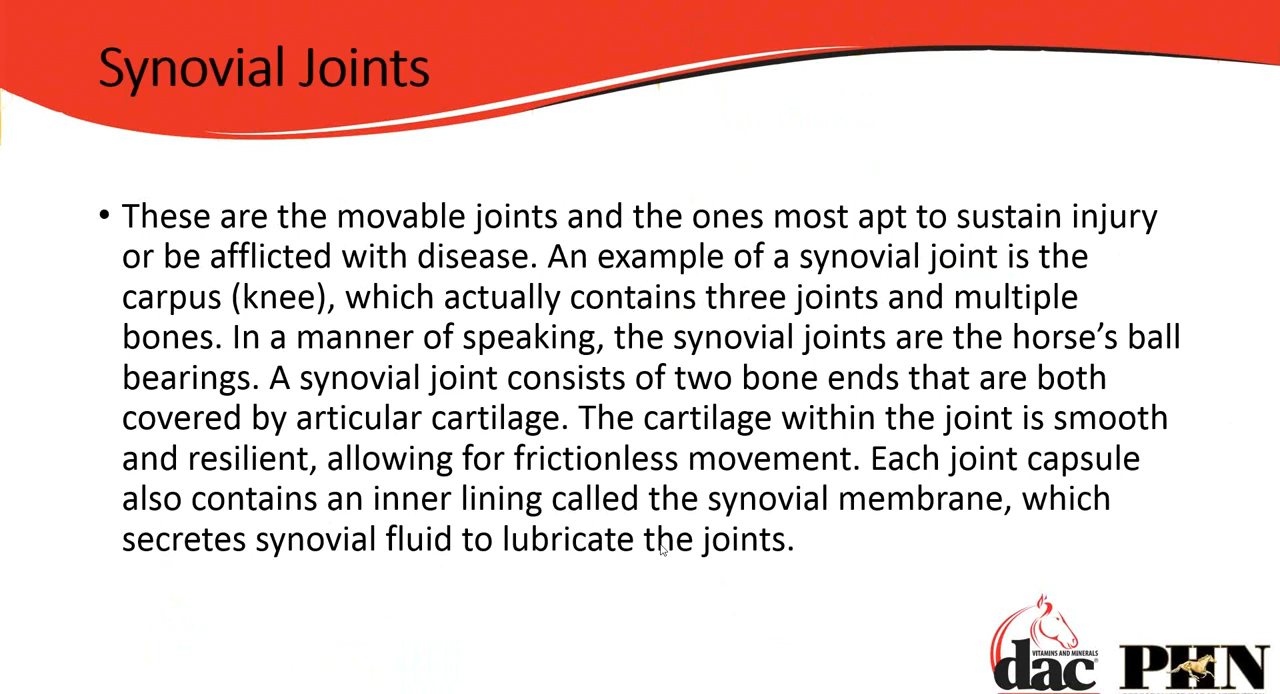 Synovial Joints
• These are the movable joints and the ones most apt to sustain injury
or be afflicted with disease. An example of a synovial joint is the
carpus (knee), which actually contains three joints and multiple
bones. In a manner of speaking, the synovial joints are the horse’s ball
bearings. A synovial joint consists of two bone ends that are both
covered by articular cartilage. The cartilage within the joint is smooth
and resilient, allowing for frictionless movement. Each joint capsule
also contains an inner lining called the synovial membrane, which
secretes synovial fluid to lubricate the joints.
VITAMINS AND MINERALS
dac®
PHN